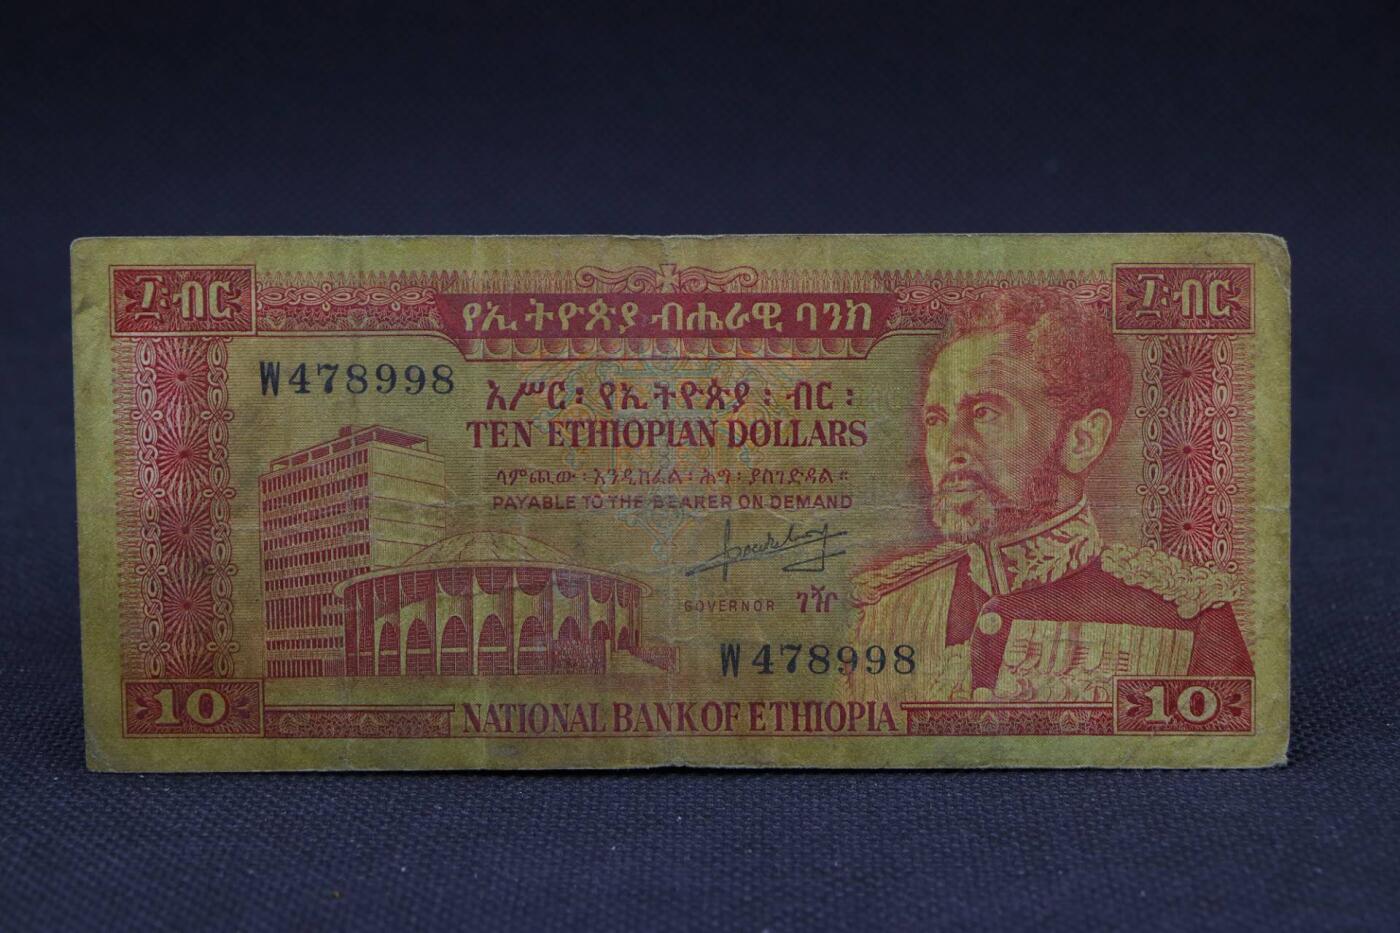 ፲ ብር
የኢትዮጵያ ብሔራዊ ባንክ
፲ ብር
W478998
አሥር ፡ የኢትዮጵያ ፡ ብር ፡
TEN ETHIOPIAN DOLLARS
ላምጪው ፡ እንዲከፈል ፡ ሕግ ፡ ያስገድዳል ።
PAYABLE TO THE BEARER ON DEMAND
GOVERNOR ገዥ
W478998
10
NATIONAL BANK OF ETHIOPIA
10